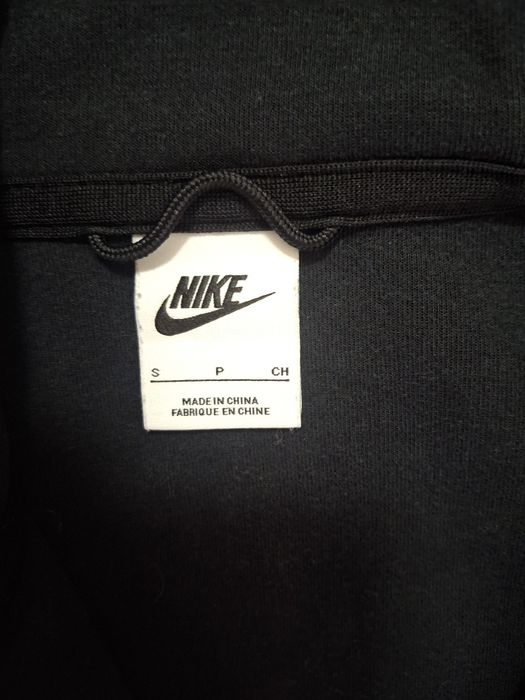 NIKE
S P CH
MADE IN CHINA
FABRIQUE EN CHINE